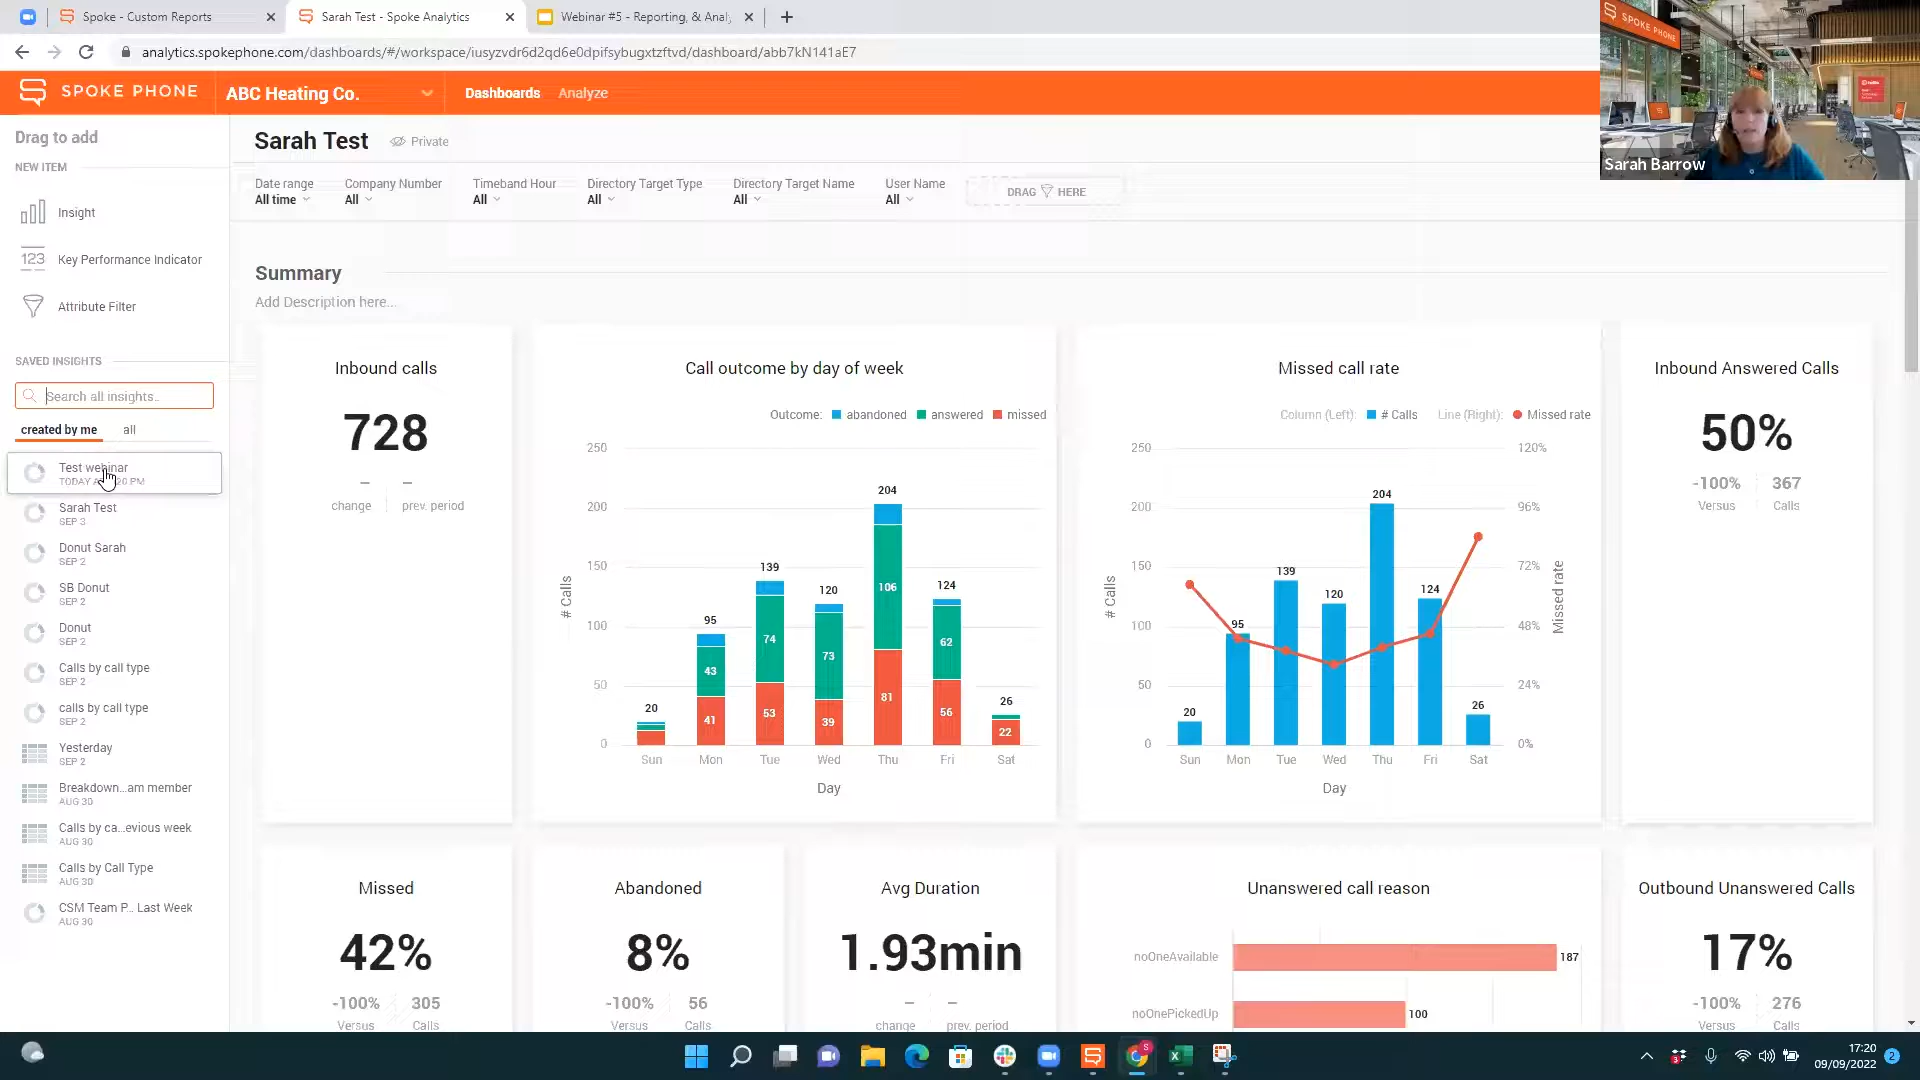 Spoke - Custom Reports
Sarah Test - Spoke Analytics
Webinar #5 - Reporting, & Analy
analytics.spokephone.com/dashboards/#/workspace/iusyzvdr6d2qd6e0dpifsybugxtzftvd/dashboard/abb7kN141aE7
SPOKE PHONE
ABC Heating Co.
Dashboards
Analyze
SPOKE PHONE
Sarah Barrow
Drag to add
NEW ITEM
Insight
123
Key Performance Indicator
Attribute Filter
SAVED INSIGHTS
Search all insights..
created by me
all
Test webinar
TODAY
20 PM
Sarah Test
SEP 3
Donut Sarah
SEP 2
SB Donut
SEP 2
Donut
SEP 2
Calls by call type
SEP 2
calls by call type
SEP 2
Yesterday
SEP 2
Breakdown...am member
AUG 30
Calls by ca...evious week
AUG 30
Calls by Call Type
AUG 30
CSM Team P... Last Week
AUG 30
Sarah Test
Private
Date range
All time
Company Number
All
Timeband Hour
All
Directory Target Type
All
Directory Target Name
All
User Name
All
DRAG HERE
Summary
Add Description here...
Inbound calls
728
– –
change prev. period
Call outcome by day of week
Outcome: abandoned answered missed
250
200
150
100
50
0
# Calls
20
95
43
41
139
74
53
120
73
39
204
106
81
124
62
56
26
22
Sun Mon Tue Wed Thu Fri Sat
Day
Missed call rate
Column (Left): # Calls Line (Right): Missed rate
250
200
150
100
50
0
# Calls
20
95
139
120
204
124
26
120%
96%
72%
48%
24%
0%
Missed rate
Sun Mon Tue Wed Thu Fri Sat
Day
Inbound Answered Calls
50%
-100% 367
Versus Calls
Missed
42%
-100% 305
Versus Calls
Abandoned
8%
-100% 56
Versus Calls
Avg Duration
1.93min
– –
change prev. period
Unanswered call reason
noOneAvailable
187
noOnePickedUp
100
Outbound Unanswered Calls
17%
-100% 276
Versus Calls
17:20
09/09/2022
2